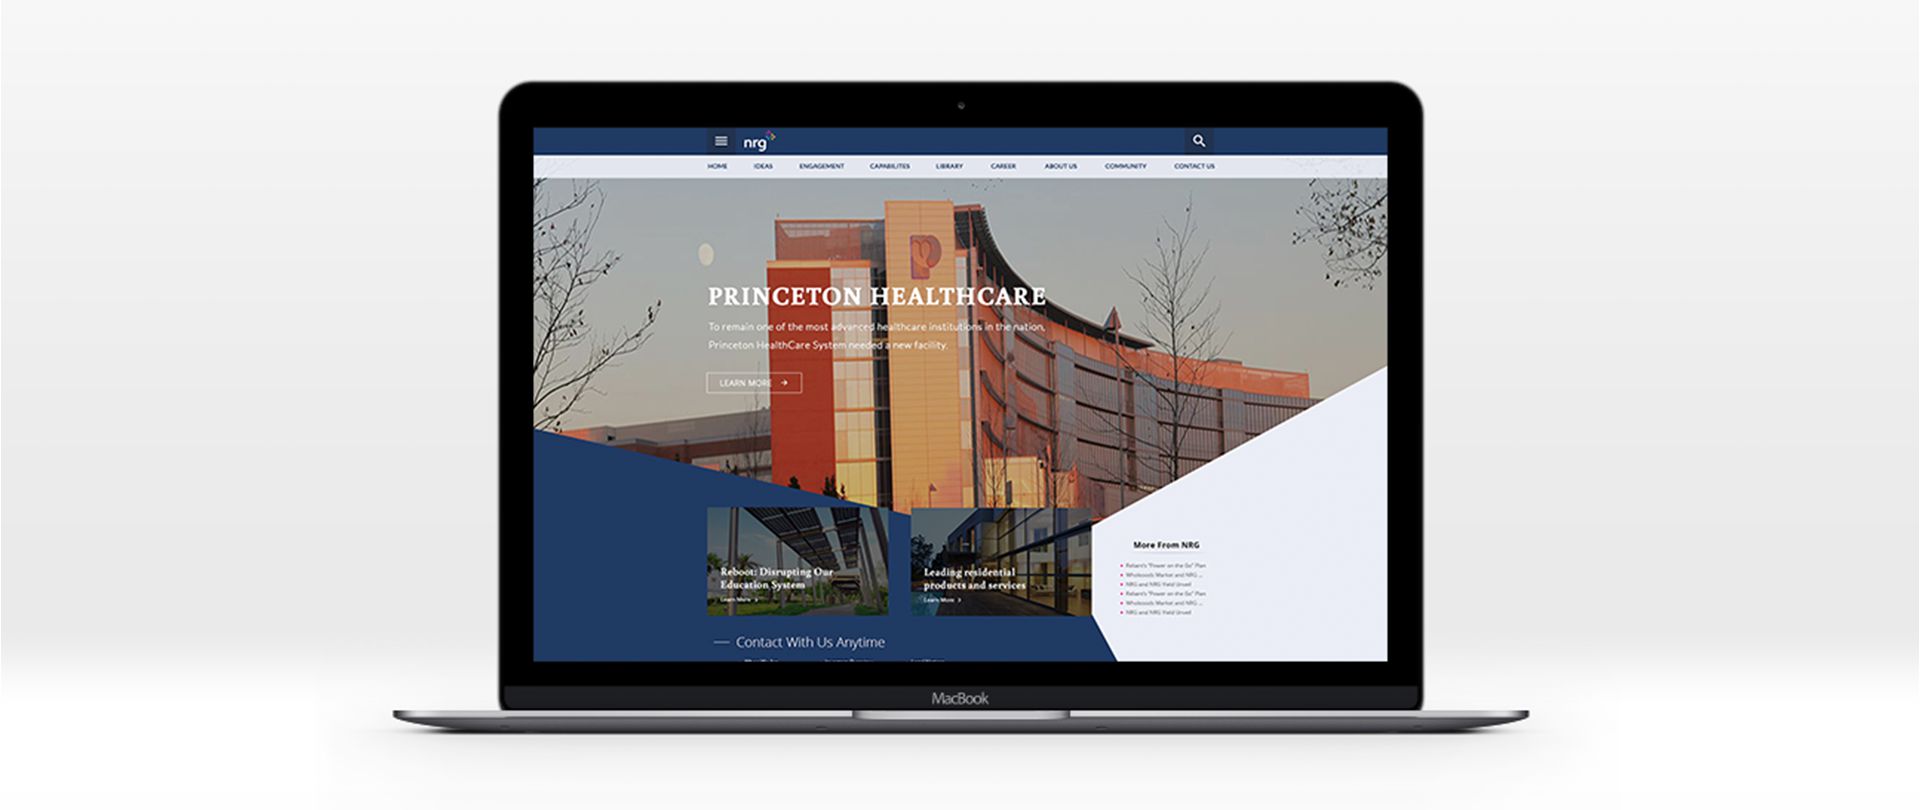 nrg
HOME IDEAS ENGAGEMENT CAPABILITES LIBRARY CAREER ABOUT US COMMUNITY CONTACT US
PRINCETON HEALTHCARE
To remain one of the most advanced healthcare institutions in the nation,
Princeton HealthCare System needed a new facility.
LEARN MORE
Reboot: Disrupting Our
Education System
Learn More
Leading residential
products and services
Learn More
More From NRG
Reliant's "Power on the Go" Plan
Wholefoods Market and NRG ...
NRG and NRG Yield Unveil
Reliant's "Power on the Go" Plan
Wholefoods Market and NRG ...
NRG and NRG Yield Unveil
Contact With Us Anytime
MacBook